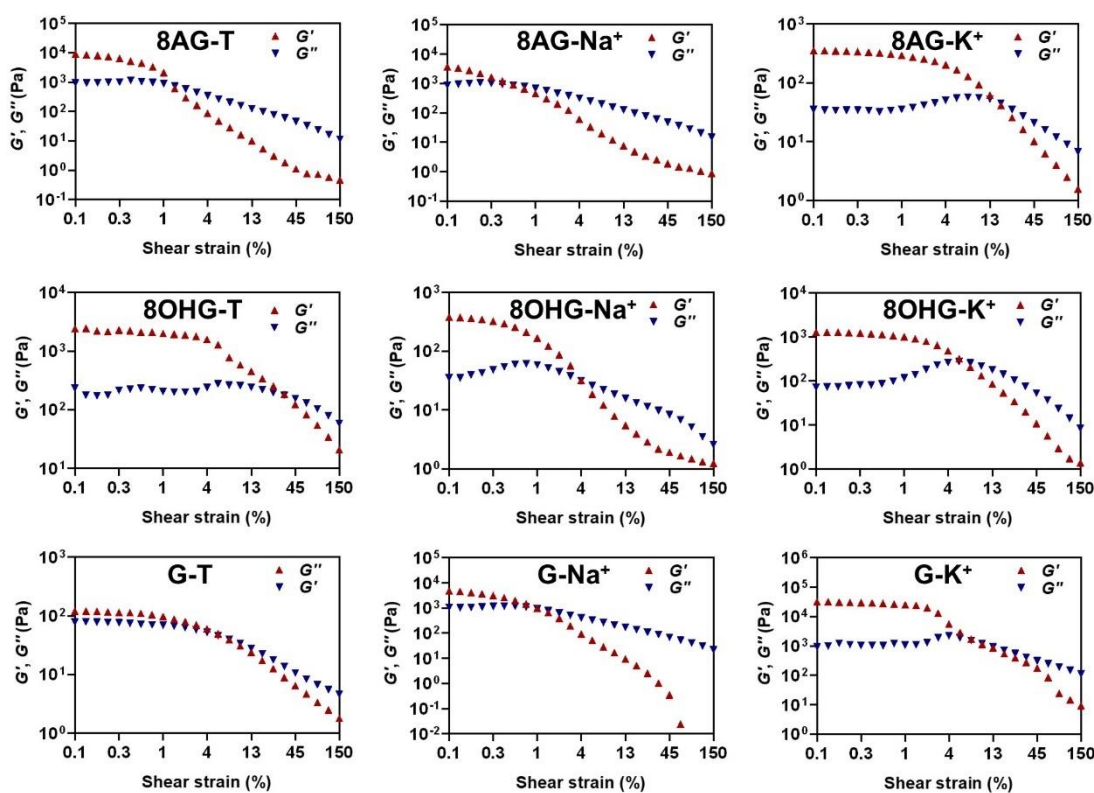 8AG-T
G'
G''
G', G'' (Pa)
10⁵
10⁴
10³
10²
10¹
10⁰
10⁻¹
0.1 0.3 1 4 13 45 150
Shear strain (%)
8AG-Na⁺
G'
G''
G', G'' (Pa)
10⁵
10⁴
10³
10²
10¹
10⁰
10⁻¹
0.1 0.3 1 4 13 45 150
Shear strain (%)
8AG-K⁺
G'
G''
G', G'' (Pa)
10³
10²
10¹
10⁰
0.1 0.3 1 4 13 45 150
Shear strain (%)
8OHG-T
G'
G''
G', G'' (Pa)
10⁴
10³
10²
10¹
0.1 0.3 1 4 13 45 150
Shear strain (%)
8OHG-Na⁺
G'
G''
G', G'' (Pa)
10³
10²
10¹
10⁰
0.1 0.3 1 4 13 45 150
Shear strain (%)
8OHG-K⁺
G'
G''
G', G'' (Pa)
10⁴
10³
10²
10¹
10⁰
0.1 0.3 1 4 13 45 150
Shear strain (%)
G-T
G''
G'
G', G'' (Pa)
10³
10²
10¹
10⁰
0.1 0.3 1 4 13 45 150
Shear strain (%)
G-Na⁺
G'
G''
G', G'' (Pa)
10⁵
10⁴
10³
10²
10¹
10⁰
10⁻¹
10⁻²
0.1 0.3 1 4 13 45 150
Shear strain (%)
G-K⁺
G'
G''
G', G'' (Pa)
10⁶
10⁵
10⁴
10³
10²
10¹
10⁰
0.1 0.3 1 4 13 45 150
Shear strain (%)